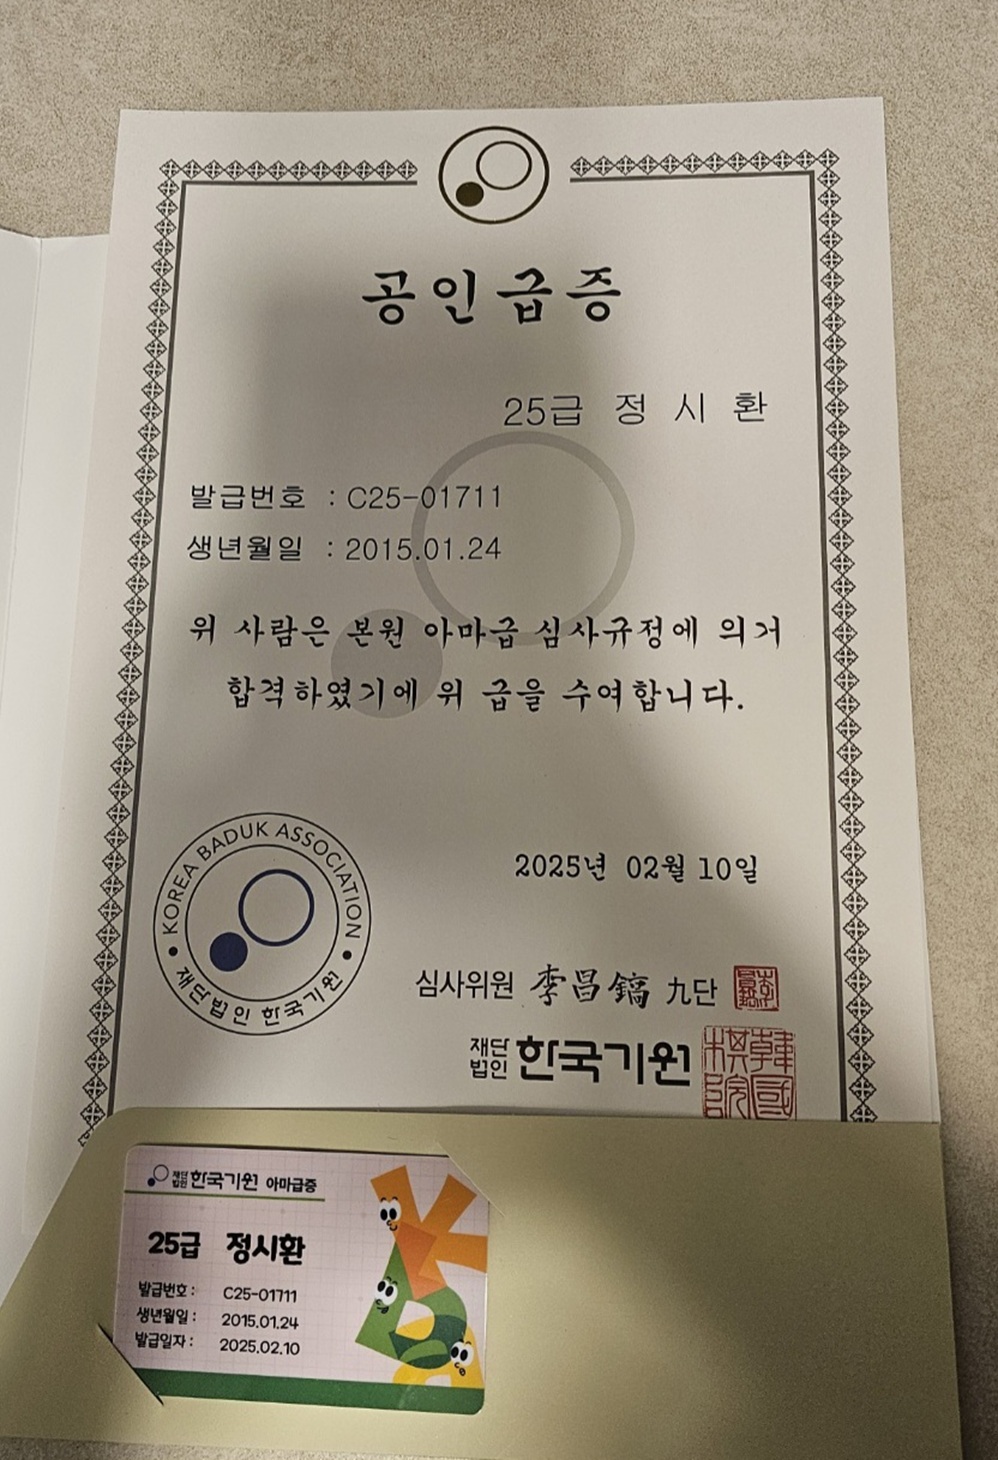 공인급증
25급 정 시 환
발급번호 : C25-01711
생년월일 : 2015.01.24
위 사람은 본원 아마급 심사규정에 의거
합격하였기에 위 급을 수여합니다.
KOREA BADUK ASSOCIATION
재단법인 한국기원
2025년 02월 10일
심사위원 李昌鎬 九단
재단법인 한국기원
韓國棋院
재단법인 한국기원 아마급증
25급 정시환
발급번호 : C25-01711
생년월일 : 2015.01.24
발급일자 : 2025.02.10